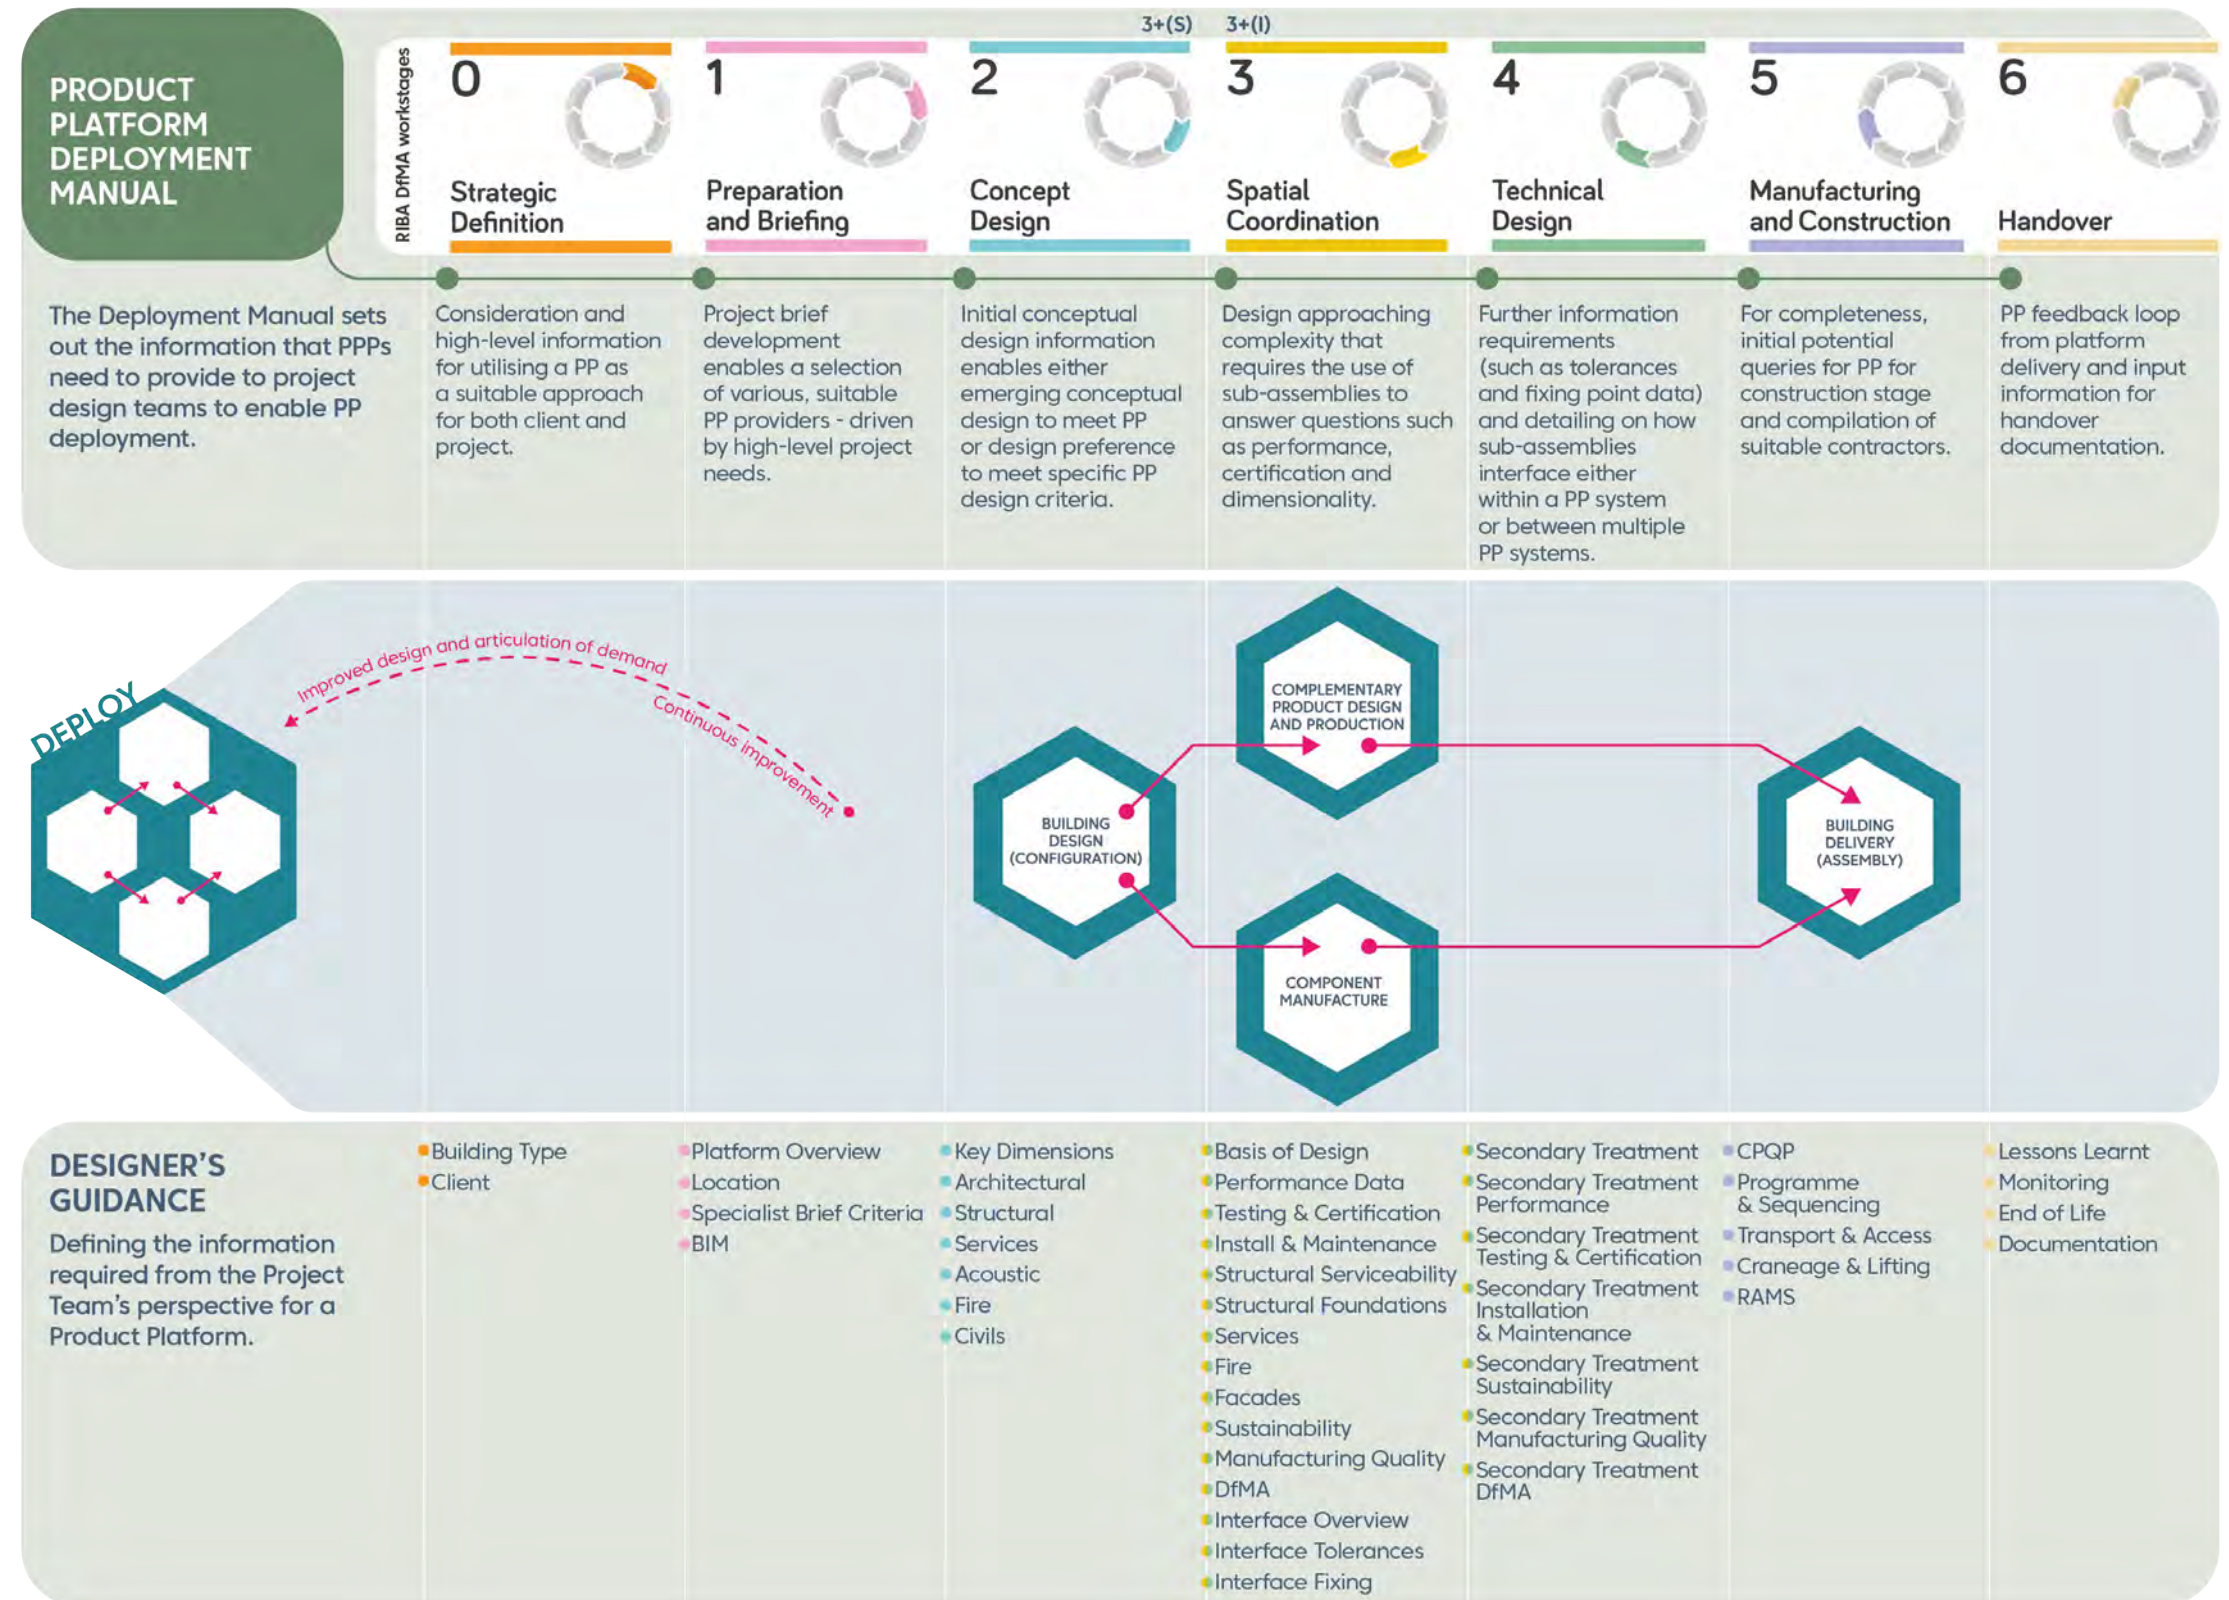 3+(S) 3+(I)
PRODUCT
PLATFORM
DEPLOYMENT
MANUAL
RIBA DfMA workstages
0
Strategic
Definition
1
Preparation
and Briefing
2
Concept
Design
3
Spatial
Coordination
4
Technical
Design
5
Manufacturing
and Construction
6
Handover
The Deployment Manual sets
out the information that PPPs
need to provide to project
design teams to enable PP
deployment.
Consideration and
high-level information
for utilising a PP as
a suitable approach
for both client and
project.
Project brief
development
enables a selection
of various, suitable
PP providers - driven
by high-level project
needs.
Initial conceptual
design information
enables either
emerging conceptual
design to meet PP
or design preference
to meet specific PP
design criteria.
Design approaching
complexity that
requires the use of
sub-assemblies to
answer questions such
as performance,
certification and
dimensionality.
Further information
requirements
(such as tolerances
and fixing point data)
and detailing on how
sub-assemblies
interface either
within a PP system
or between multiple
PP systems.
For completeness,
initial potential
queries for PP for
construction stage
and compilation of
suitable contractors.
PP feedback loop
from platform
delivery and input
information for
handover
documentation.
DEPLOY
Improved design and articulation of demand
Continuous improvement
BUILDING
DESIGN
(CONFIGURATION)
COMPLEMENTARY
PRODUCT DESIGN
AND PRODUCTION
COMPONENT
MANUFACTURE
BUILDING
DELIVERY
(ASSEMBLY)
DESIGNER'S
GUIDANCE
Defining the information
required from the Project
Team's perspective for a
Product Platform.
Building Type
Client
Platform Overview
Location
Specialist Brief Criteria
BIM
Key Dimensions
Architectural
Structural
Services
Acoustic
Fire
Civils
Basis of Design
Performance Data
Testing & Certification
Install & Maintenance
Structural Serviceability
Structural Foundations
Services
Fire
Facades
Sustainability
Manufacturing Quality
DfMA
Interface Overview
Interface Tolerances
Interface Fixing
Secondary Treatment
Secondary Treatment
Performance
Secondary Treatment
Testing & Certification
Secondary Treatment
Installation
& Maintenance
Secondary Treatment
Sustainability
Secondary Treatment
Manufacturing Quality
Secondary Treatment
DfMA
CPQP
Programme
& Sequencing
Transport & Access
Craneage & Lifting
RAMS
Lessons Learnt
Monitoring
End of Life
Documentation